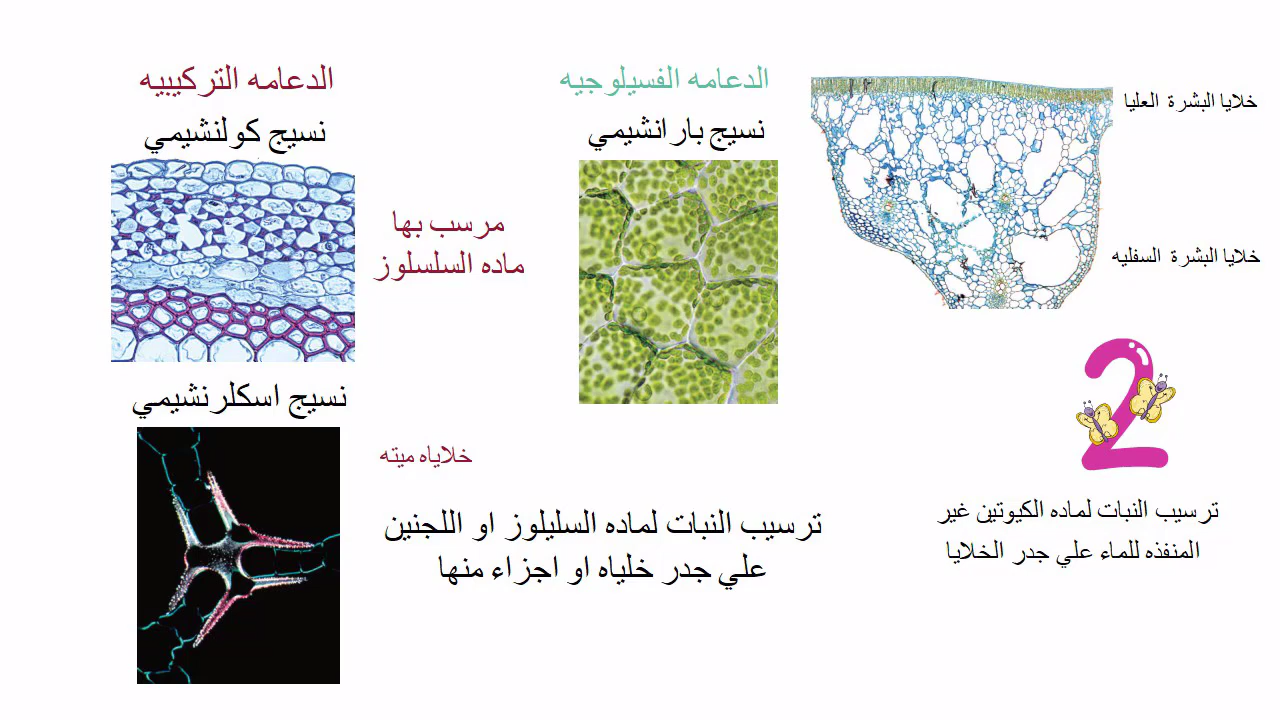 خلايا البشرة العليا
خلايا البشرة السفليه
2
ترسيب النبات لماده الكيوتين غير
المنفذه للماء علي جدر الخلايا
الدعامه الفسيلوجيه
نسيج بارانشيمي
الدعامه التركيبيه
نسيج كولنشيمي
مرسب بها
ماده السلسلوز
نسيج اسكلرنشيمي
خلاياه ميته
ترسيب النبات لماده السليلوز او اللجنين
علي جدر خلياه او اجزاء منها